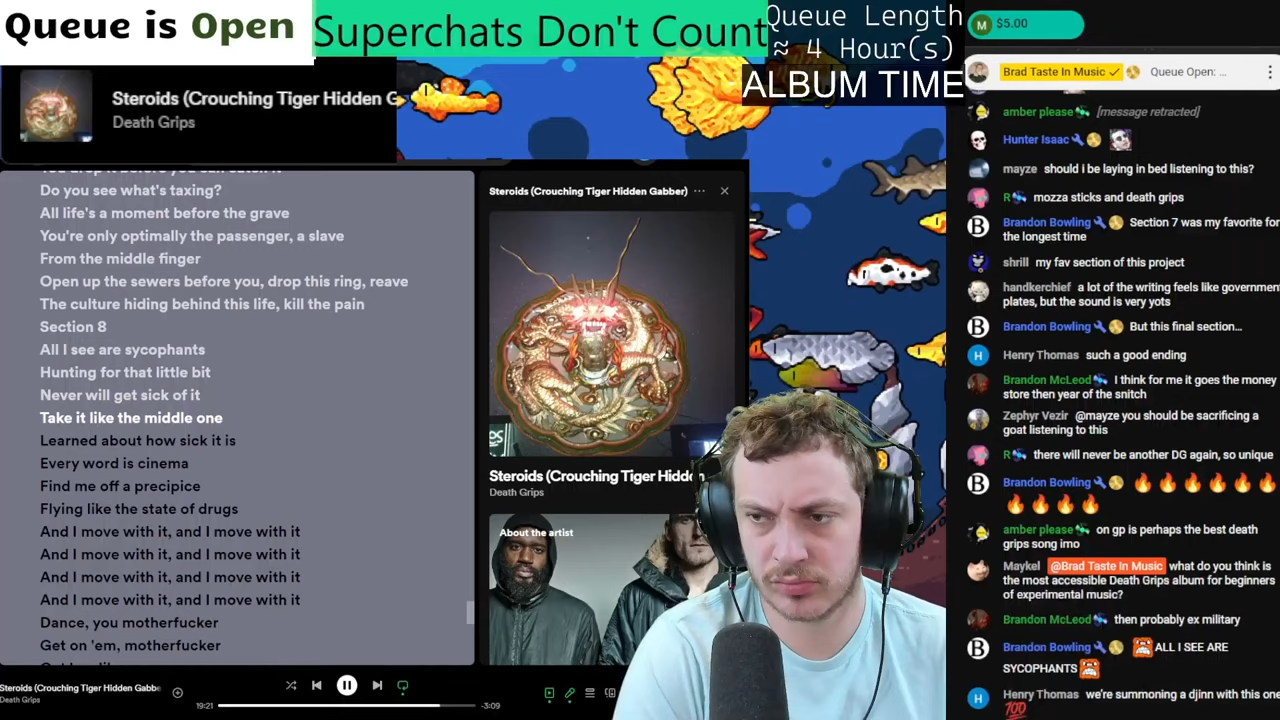 Queue is Open
Superchats Don't Count
Queue Length
≈ 4 Hour(s)
ALBUM TIME
Steroids (Crouching Tiger Hidden G
Death Grips
Do you see what's taxing?
All life's a moment before the grave
You're only optimally the passenger, a slave
From the middle finger
Open up the sewers before you, drop this ring, reave
The culture hiding behind this life, kill the pain
Section 8
All I see are sycophants
Hunting for that little bit
Never will get sick of it
Take it like the middle one
Learned about how sick it is
Every word is cinema
Find me off a precipice
Flying like the state of drugs
And I move with it, and I move with it
And I move with it, and I move with it
And I move with it, and I move with it
And I move with it, and I move with it
Dance, you motherfucker
Get on 'em, motherfucker
Steroids (Crouching Tiger Hidden Gabber)
Steroids (Crouching Tiger Hidden
Death Grips
About the artist
Steroids (Crouching Tiger Hidden Gabbe
Death Grips
19:21
-3:09
M $5.00
Brad Taste In Music Queue Open: ...
amber please [message retracted]
Hunter Isaac
mayze should i be laying in bed listening to this?
R mozza sticks and death grips
Brandon Bowling Section 7 was my favorite for
the longest time
shrill my fav section of this project
handkerchief a lot of the writing feels like government
plates, but the sound is very yots
Brandon Bowling But this final section...
H Henry Thomas such a good ending
Brandon McLeod I think for me it goes the money
store then year of the snitch
Zephyr Vezir @mayze you should be sacrificing a
goat listening to this
R there will never be another DG again, so unique
Brandon Bowling 🔥🔥🔥🔥🔥🔥
🔥🔥🔥🔥
amber please on gp is perhaps the best death
grips song imo
Maykel @Brad Taste In Music what do you think is
the most accessible Death Grips album for beginners
of experimental music?
Brandon McLeod then probably ex military
Brandon Bowling ALL I SEE ARE
SYCOPHANTS
H Henry Thomas we're summoning a djinn with this one
💯